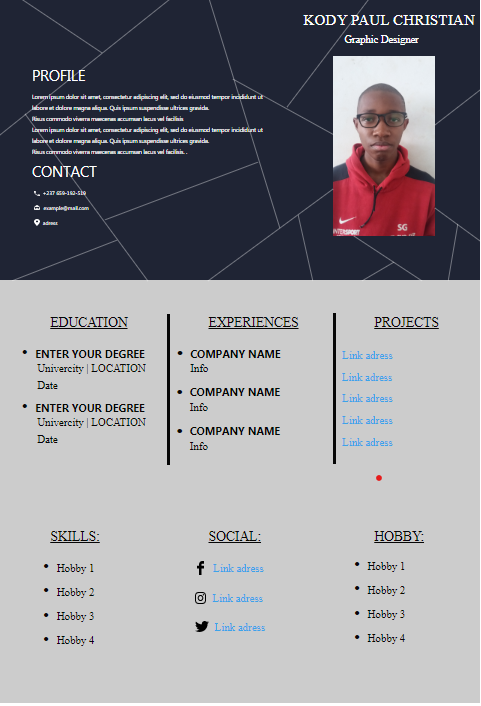 KODY PAUL CHRISTIAN
Graphic Designer
PROFILE
Lorem ipsum dolor sit amet, consectetur adipiscing elit, sed do eiusmod tempor incididunt ut
labore et dolore magna aliqua. Quis ipsum suspendisse ultrices gravida.
Risus commodo viverra maecenas accumsan lacus vel facilisis
Lorem ipsum dolor sit amet, consectetur adipiscing elit, sed do eiusmod tempor incididunt ut
labore et dolore magna aliqua. Quis ipsum suspendisse ultrices gravida.
Risus commodo viverra maecenas accumsan lacus vel facilisis. .
CONTACT
+237 659-192-519
example@mail.com
adress
SG
EDUCATION
ENTER YOUR DEGREE
Univercity | LOCATION
Date
ENTER YOUR DEGREE
Univercity | LOCATION
Date
EXPERIENCES
COMPANY NAME
Info
COMPANY NAME
Info
COMPANY NAME
Info
PROJECTS
Link adress
Link adress
Link adress
Link adress
Link adress
SKILLS:
Hobby 1
Hobby 2
Hobby 3
Hobby 4
SOCIAL:
Link adress
Link adress
Link adress
HOBBY:
Hobby 1
Hobby 2
Hobby 3
Hobby 4